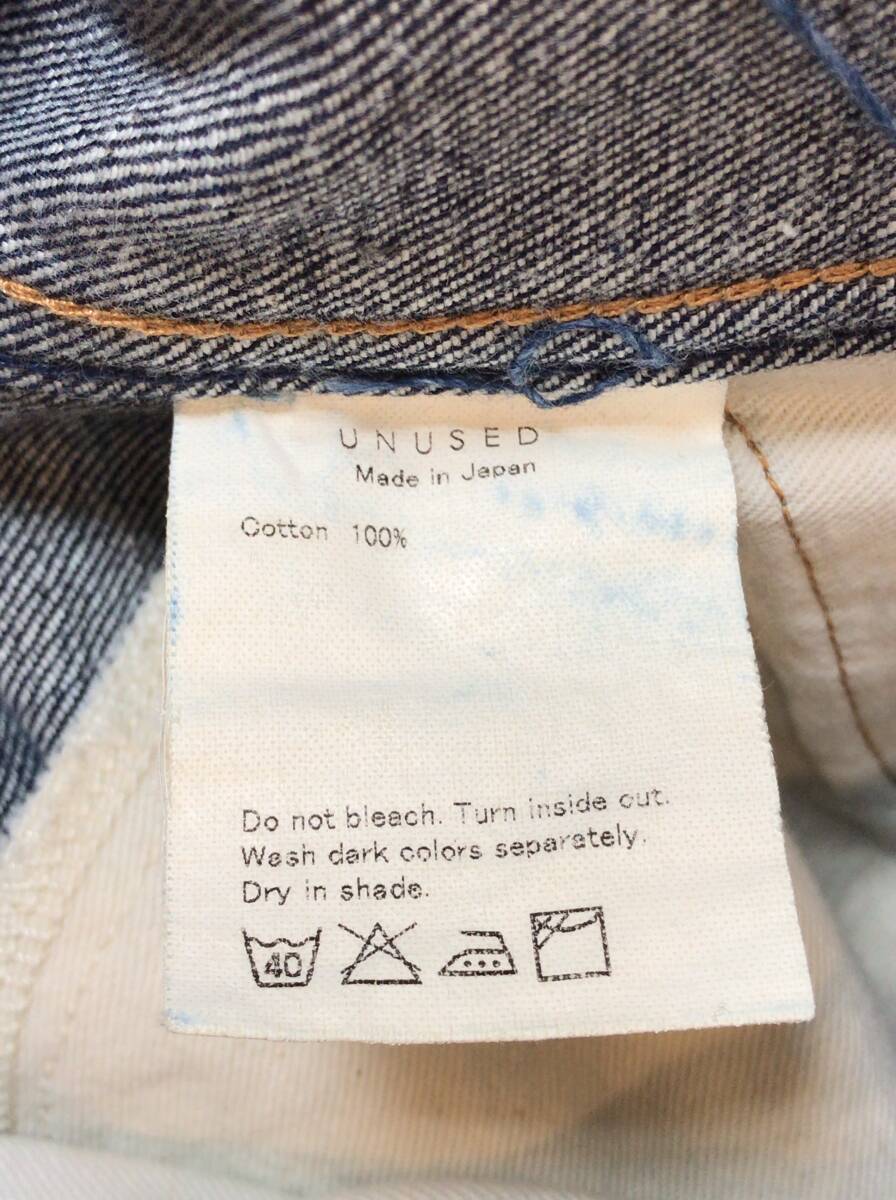 UNUSED
Made in Japan
Cotton 100%
Do not bleach. Turn inside out.
Wash dark colors separately.
Dry in shade.
40